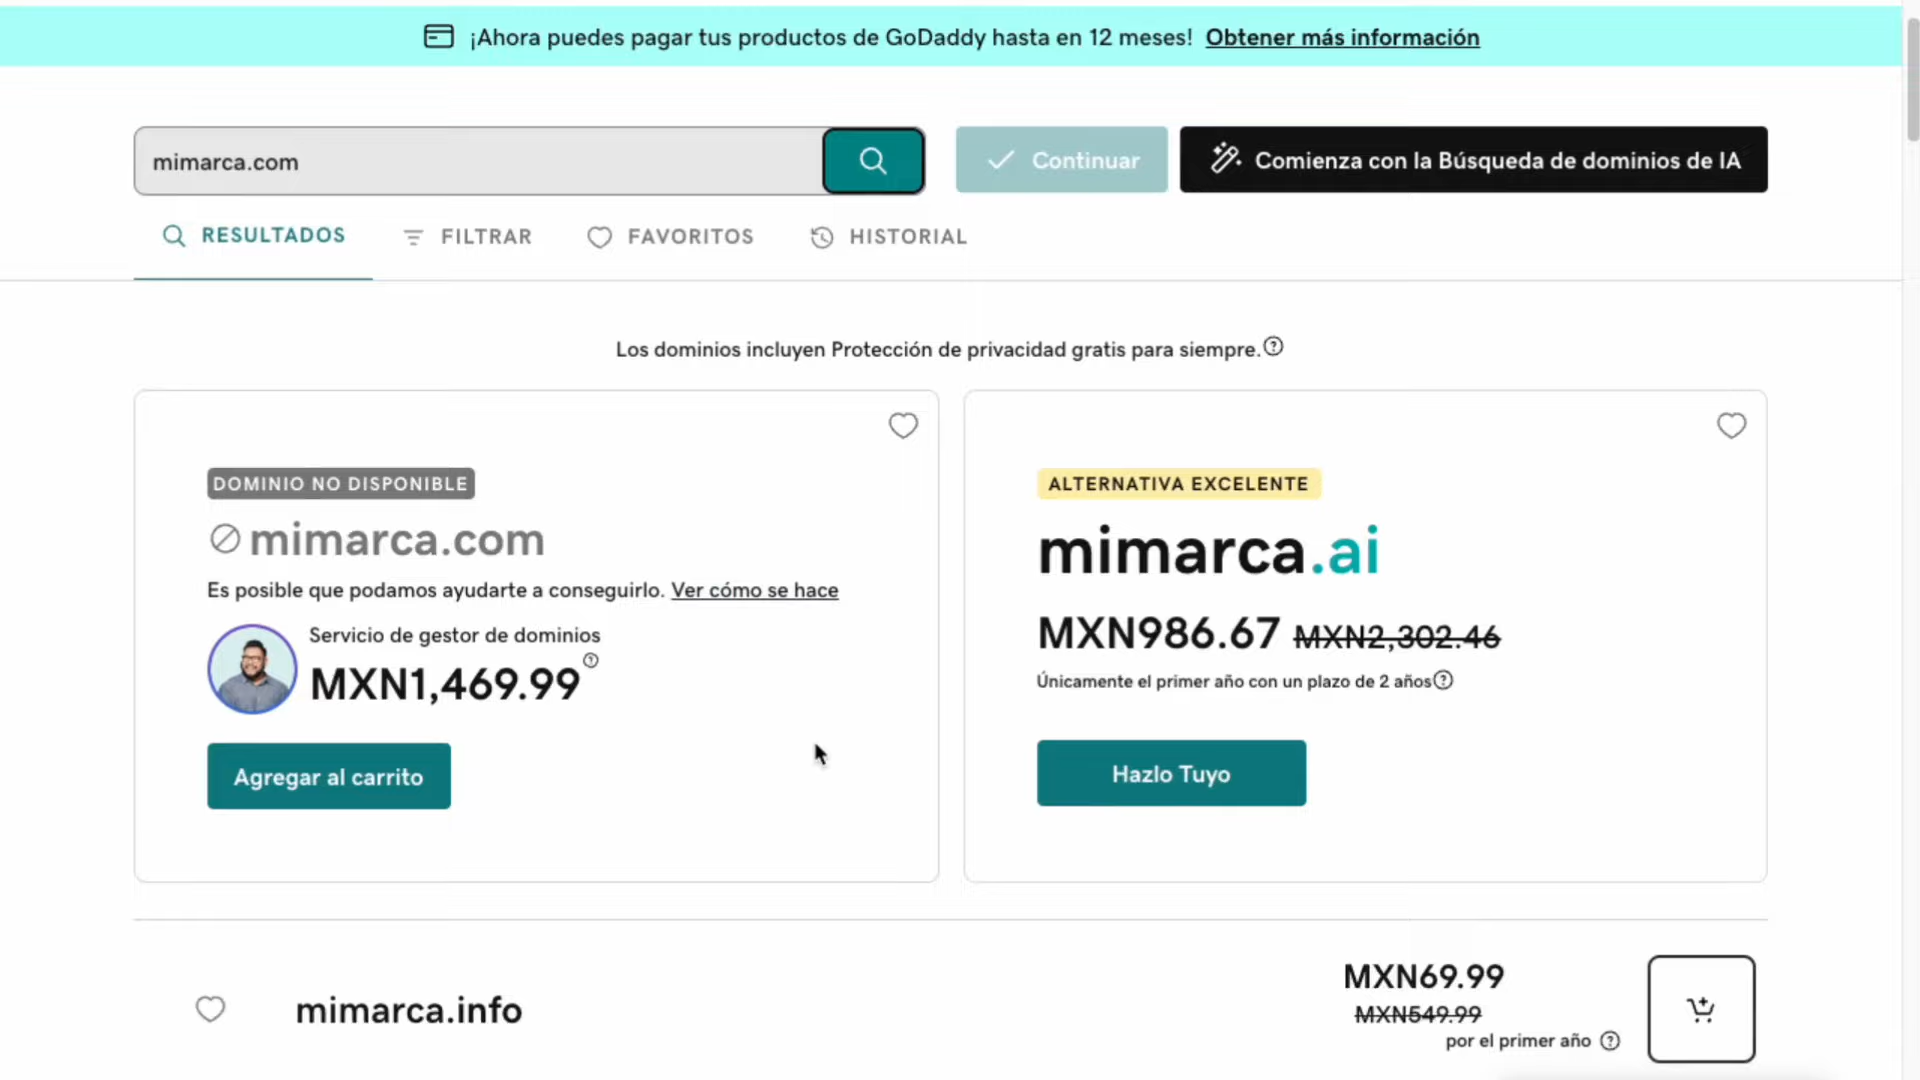 ¡Ahora puedes pagar tus productos de GoDaddy hasta en 12 meses! Obtener más información
mimarca.com
Continuar
Comienza con la Búsqueda de dominios de IA
RESULTADOS
FILTRAR
FAVORITOS
HISTORIAL
Los dominios incluyen Protección de privacidad gratis para siempre.
DOMINIO NO DISPONIBLE
mimarca.com
Es posible que podamos ayudarte a conseguirlo. Ver cómo se hace
Servicio de gestor de dominios
MXN1,469.99
Agregar al carrito
ALTERNATIVA EXCELENTE
mimarca.ai
MXN986.67 MXN2,302.46
Únicamente el primer año con un plazo de 2 años
Hazlo Tuyo
mimarca.info
MXN69.99
MXN549.99
por el primer año